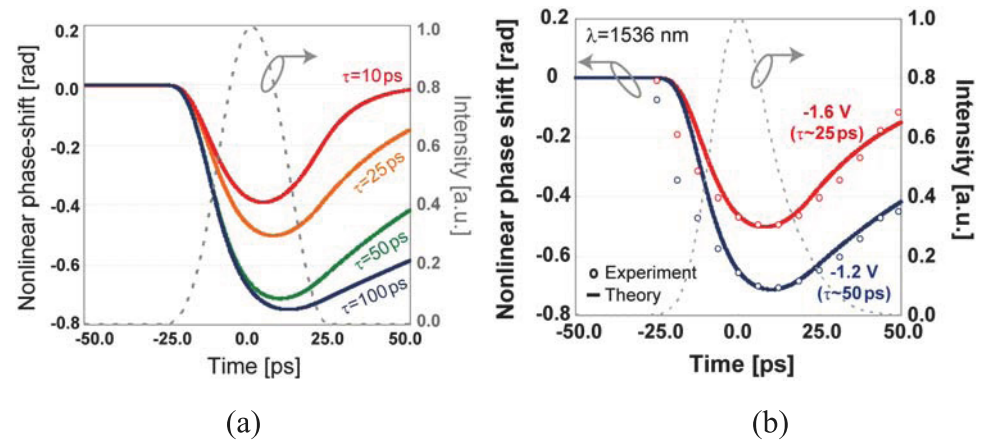 0.2
0.0
-0.2
-0.4
-0.6
-0.8
Nonlinear phase-shift [rad]
τ=10ps
τ=25ps
τ=50ps
τ=100ps
1.0
0.8
0.6
0.4
0.2
0.0
Intensity [a.u.]
-50.0 -25.0 0.0 25.0 50.0
Time [ps]
(a)
0.2
0
-0.2
-0.4
-0.6
-0.8
Nonlinear phase shift [rad]
λ=1536 nm
-1.6 V
(τ~25ps)
Experiment
Theory
-1.2 V
(τ~50ps)
1.0
0.8
0.6
0.4
0.2
0.0
Intensity [a.u.]
-50.0 -25.0 0.0 25.0 50.0
Time [ps]
(b)